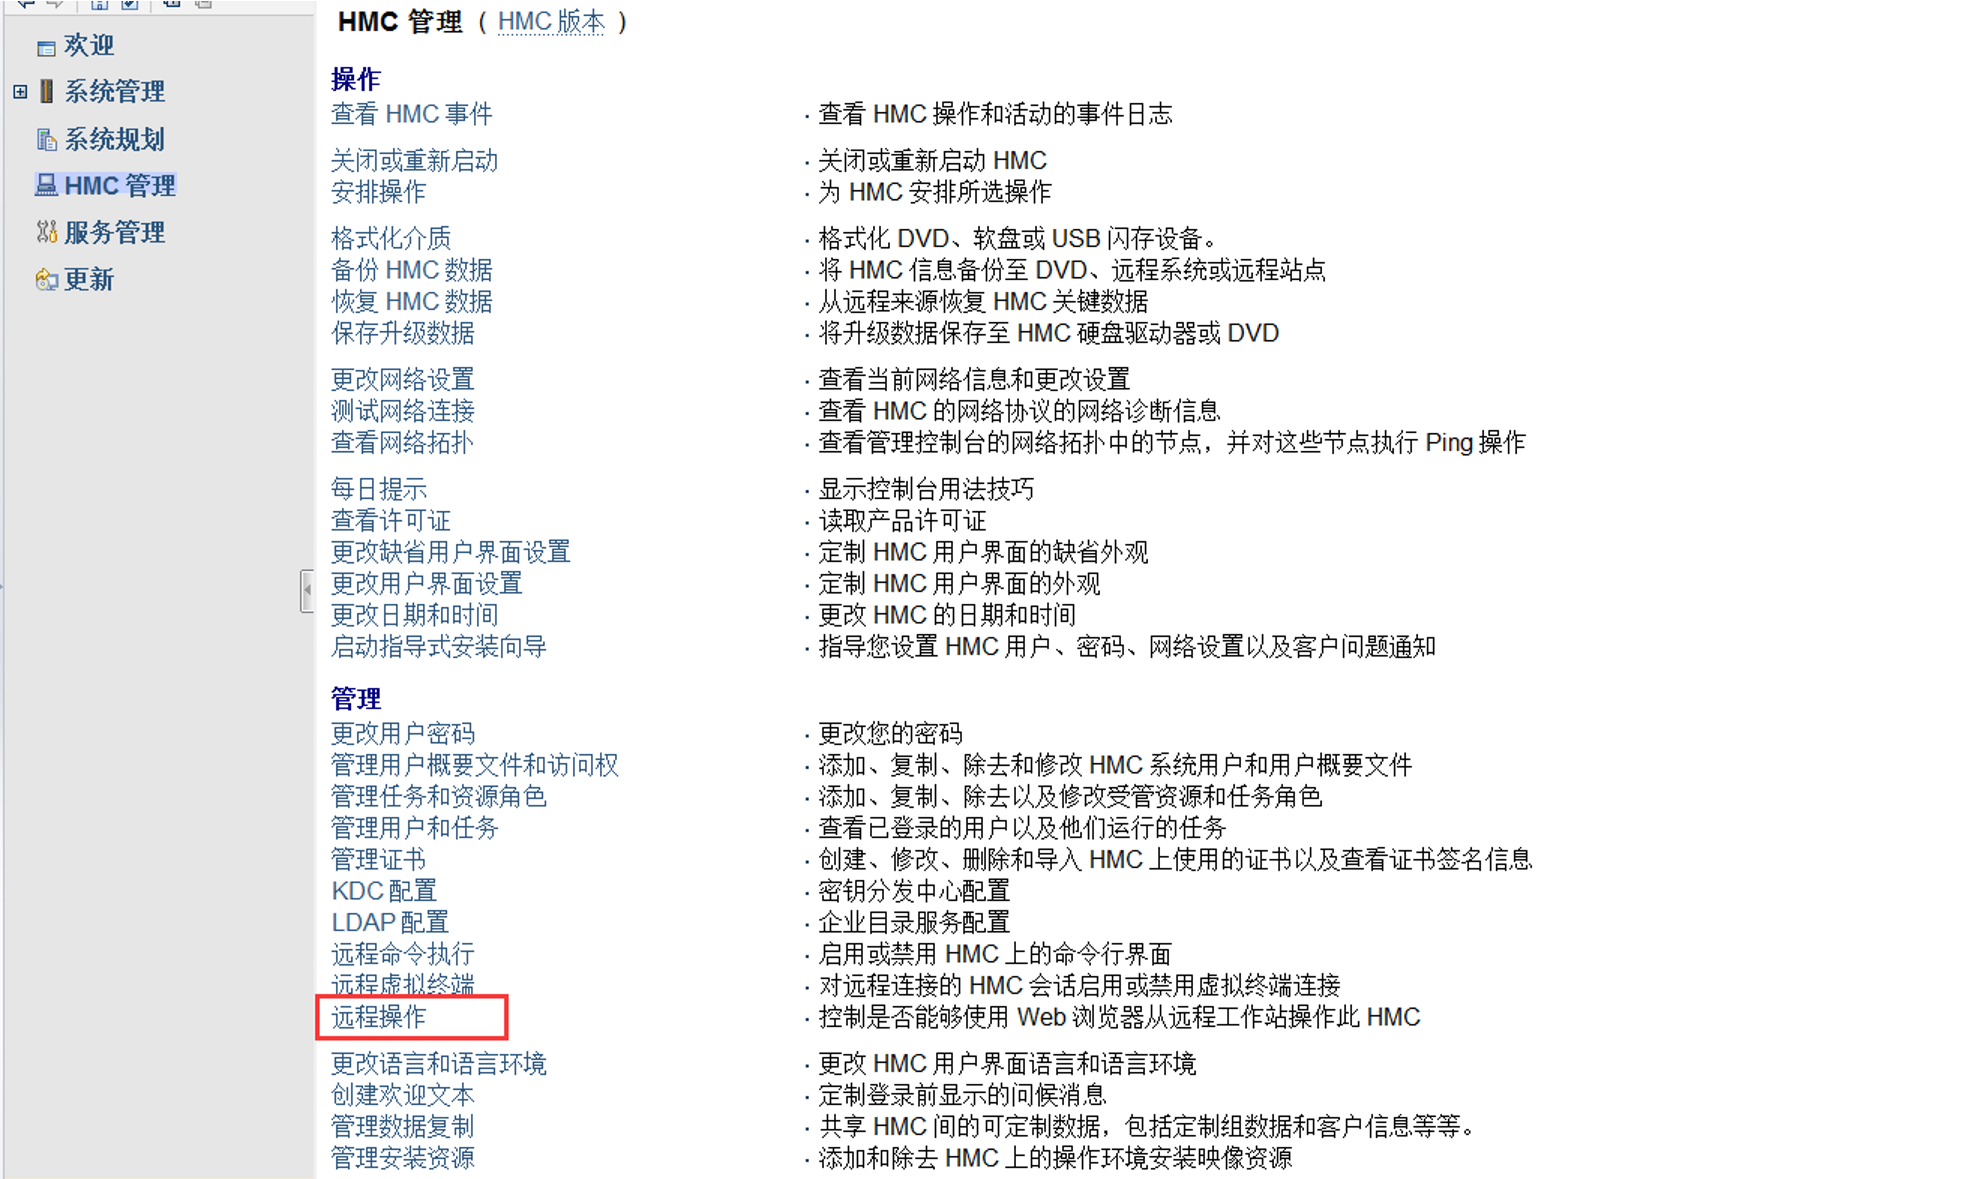 欢迎
系统管理
系统规划
HMC 管理
服务管理
更新
HMC 管理 ( HMC 版本 )
操作
查看 HMC 事件 · 查看 HMC 操作和活动的事件日志
关闭或重新启动 · 关闭或重新启动 HMC
安排操作 · 为 HMC 安排所选操作
格式化介质 · 格式化 DVD、软盘或 USB 闪存设备。
备份 HMC 数据 · 将 HMC 信息备份至 DVD、远程系统或远程站点
恢复 HMC 数据 · 从远程来源恢复 HMC 关键数据
保存升级数据 · 将升级数据保存至 HMC 硬盘驱动器或 DVD
更改网络设置 · 查看当前网络信息和更改设置
测试网络连接 · 查看 HMC 的网络协议的网络诊断信息
查看网络拓扑 · 查看管理控制台的网络拓扑中的节点，并对这些节点执行 Ping 操作
每日提示 · 显示控制台用法技巧
查看许可证 · 读取产品许可证
更改缺省用户界面设置 · 定制 HMC 用户界面的缺省外观
更改用户界面设置 · 定制 HMC 用户界面的外观
更改日期和时间 · 更改 HMC 的日期和时间
启动指导式安装向导 · 指导您设置 HMC 用户、密码、网络设置以及客户问题通知
管理
更改用户密码 · 更改您的密码
管理用户概要文件和访问权 · 添加、复制、除去和修改 HMC 系统用户和用户概要文件
管理任务和资源角色 · 添加、复制、除去以及修改受管资源和任务角色
管理用户和任务 · 查看已登录的用户以及他们运行的任务
管理证书 · 创建、修改、删除和导入 HMC 上使用的证书以及查看证书签名信息
KDC 配置 · 密钥分发中心配置
LDAP 配置 · 企业目录服务配置
远程命令执行 · 启用或禁用 HMC 上的命令行界面
远程虚拟终端 · 对远程连接的 HMC 会话启用或禁用虚拟终端连接
远程操作 · 控制是否能够使用 Web 浏览器从远程工作站操作此 HMC
更改语言和语言环境 · 更改 HMC 用户界面语言和语言环境
创建欢迎文本 · 定制登录前显示的问候消息
管理数据复制 · 共享 HMC 间的可定制数据，包括定制组数据和客户信息等等。
管理安装资源 · 添加和除去 HMC 上的操作环境安装映像资源